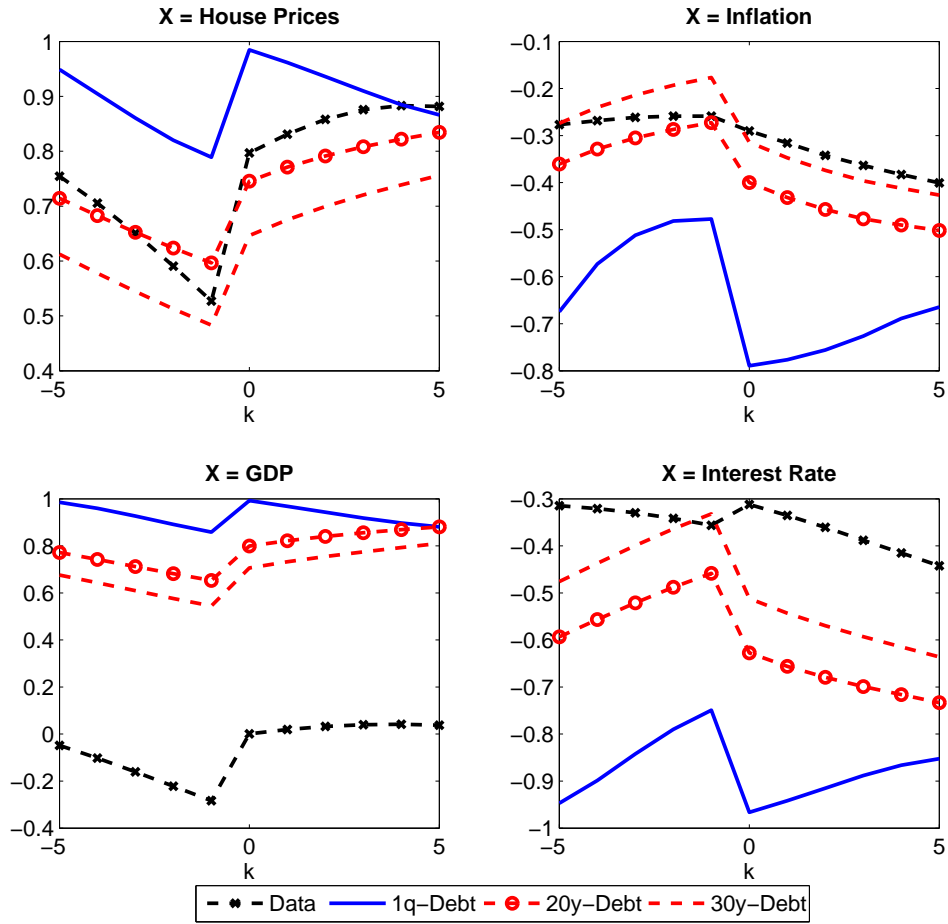 X = House Prices
1
0.9
0.8
0.7
0.6
0.5
0.4
−5 0 5
k
X = Inflation
−0.1
−0.2
−0.3
−0.4
−0.5
−0.6
−0.7
−0.8
−5 0 5
k
X = GDP
1
0.8
0.6
0.4
0.2
0
−0.2
−0.4
−5 0 5
k
X = Interest Rate
−0.3
−0.4
−0.5
−0.6
−0.7
−0.8
−0.9
−1
−5 0 5
k
Data 1q−Debt 20y−Debt 30y−Debt